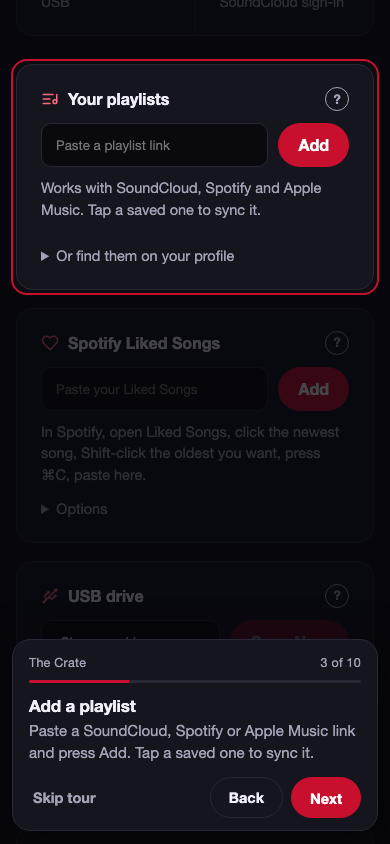 USB
SoundCloud sign-in
Your playlists
?
Paste a playlist link
Add
Works with SoundCloud, Spotify and Apple
Music. Tap a saved one to sync it.
Or find them on your profile
Spotify Liked Songs
?
Paste your Liked Songs
Add
In Spotify, open Liked Songs, click the newest
song, Shift-click the oldest you want, press
⌘C, paste here.
Options
USB drive
?
The Crate
3 of 10
Add a playlist
Paste a SoundCloud, Spotify or Apple Music link
and press Add. Tap a saved one to sync it.
Skip tour
Back
Next